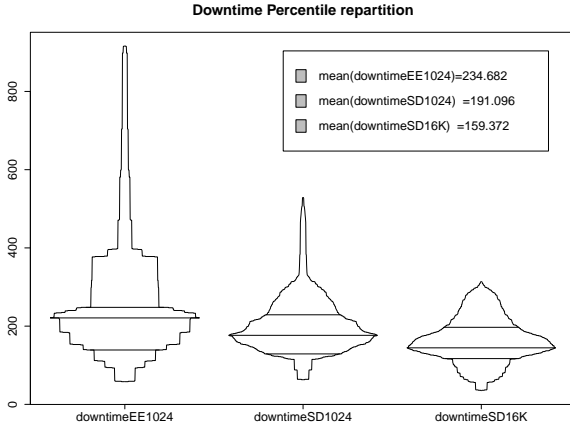 Downtime Percentile repartition
mean(downtimeEE1024)=234.682
mean(downtimeSD1024) =191.096
mean(downtimeSD16K) =159.372
800
600
400
200
0
downtimeEE1024 downtimeSD1024 downtimeSD16K